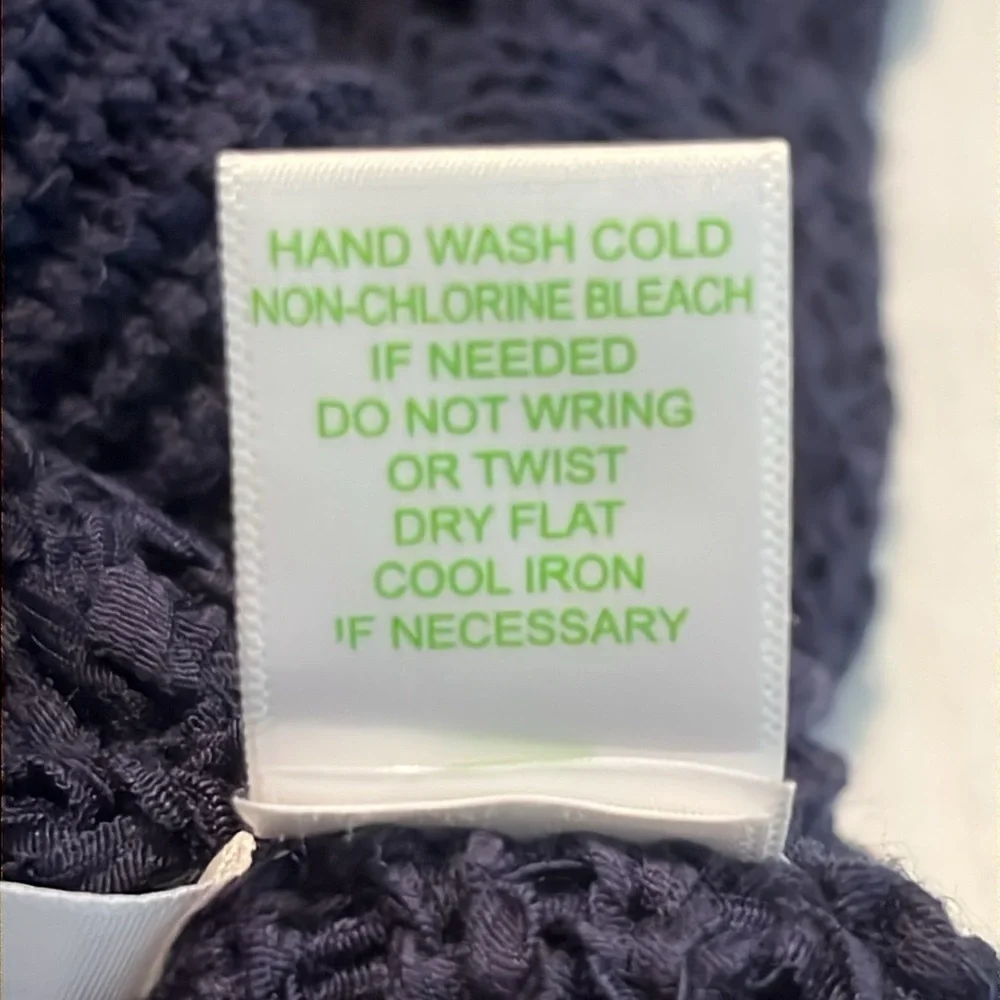 HAND WASH COLD
NON-CHLORINE BLEACH
IF NEEDED
DO NOT WRING
OR TWIST
DRY FLAT
COOL IRON
IF NECESSARY